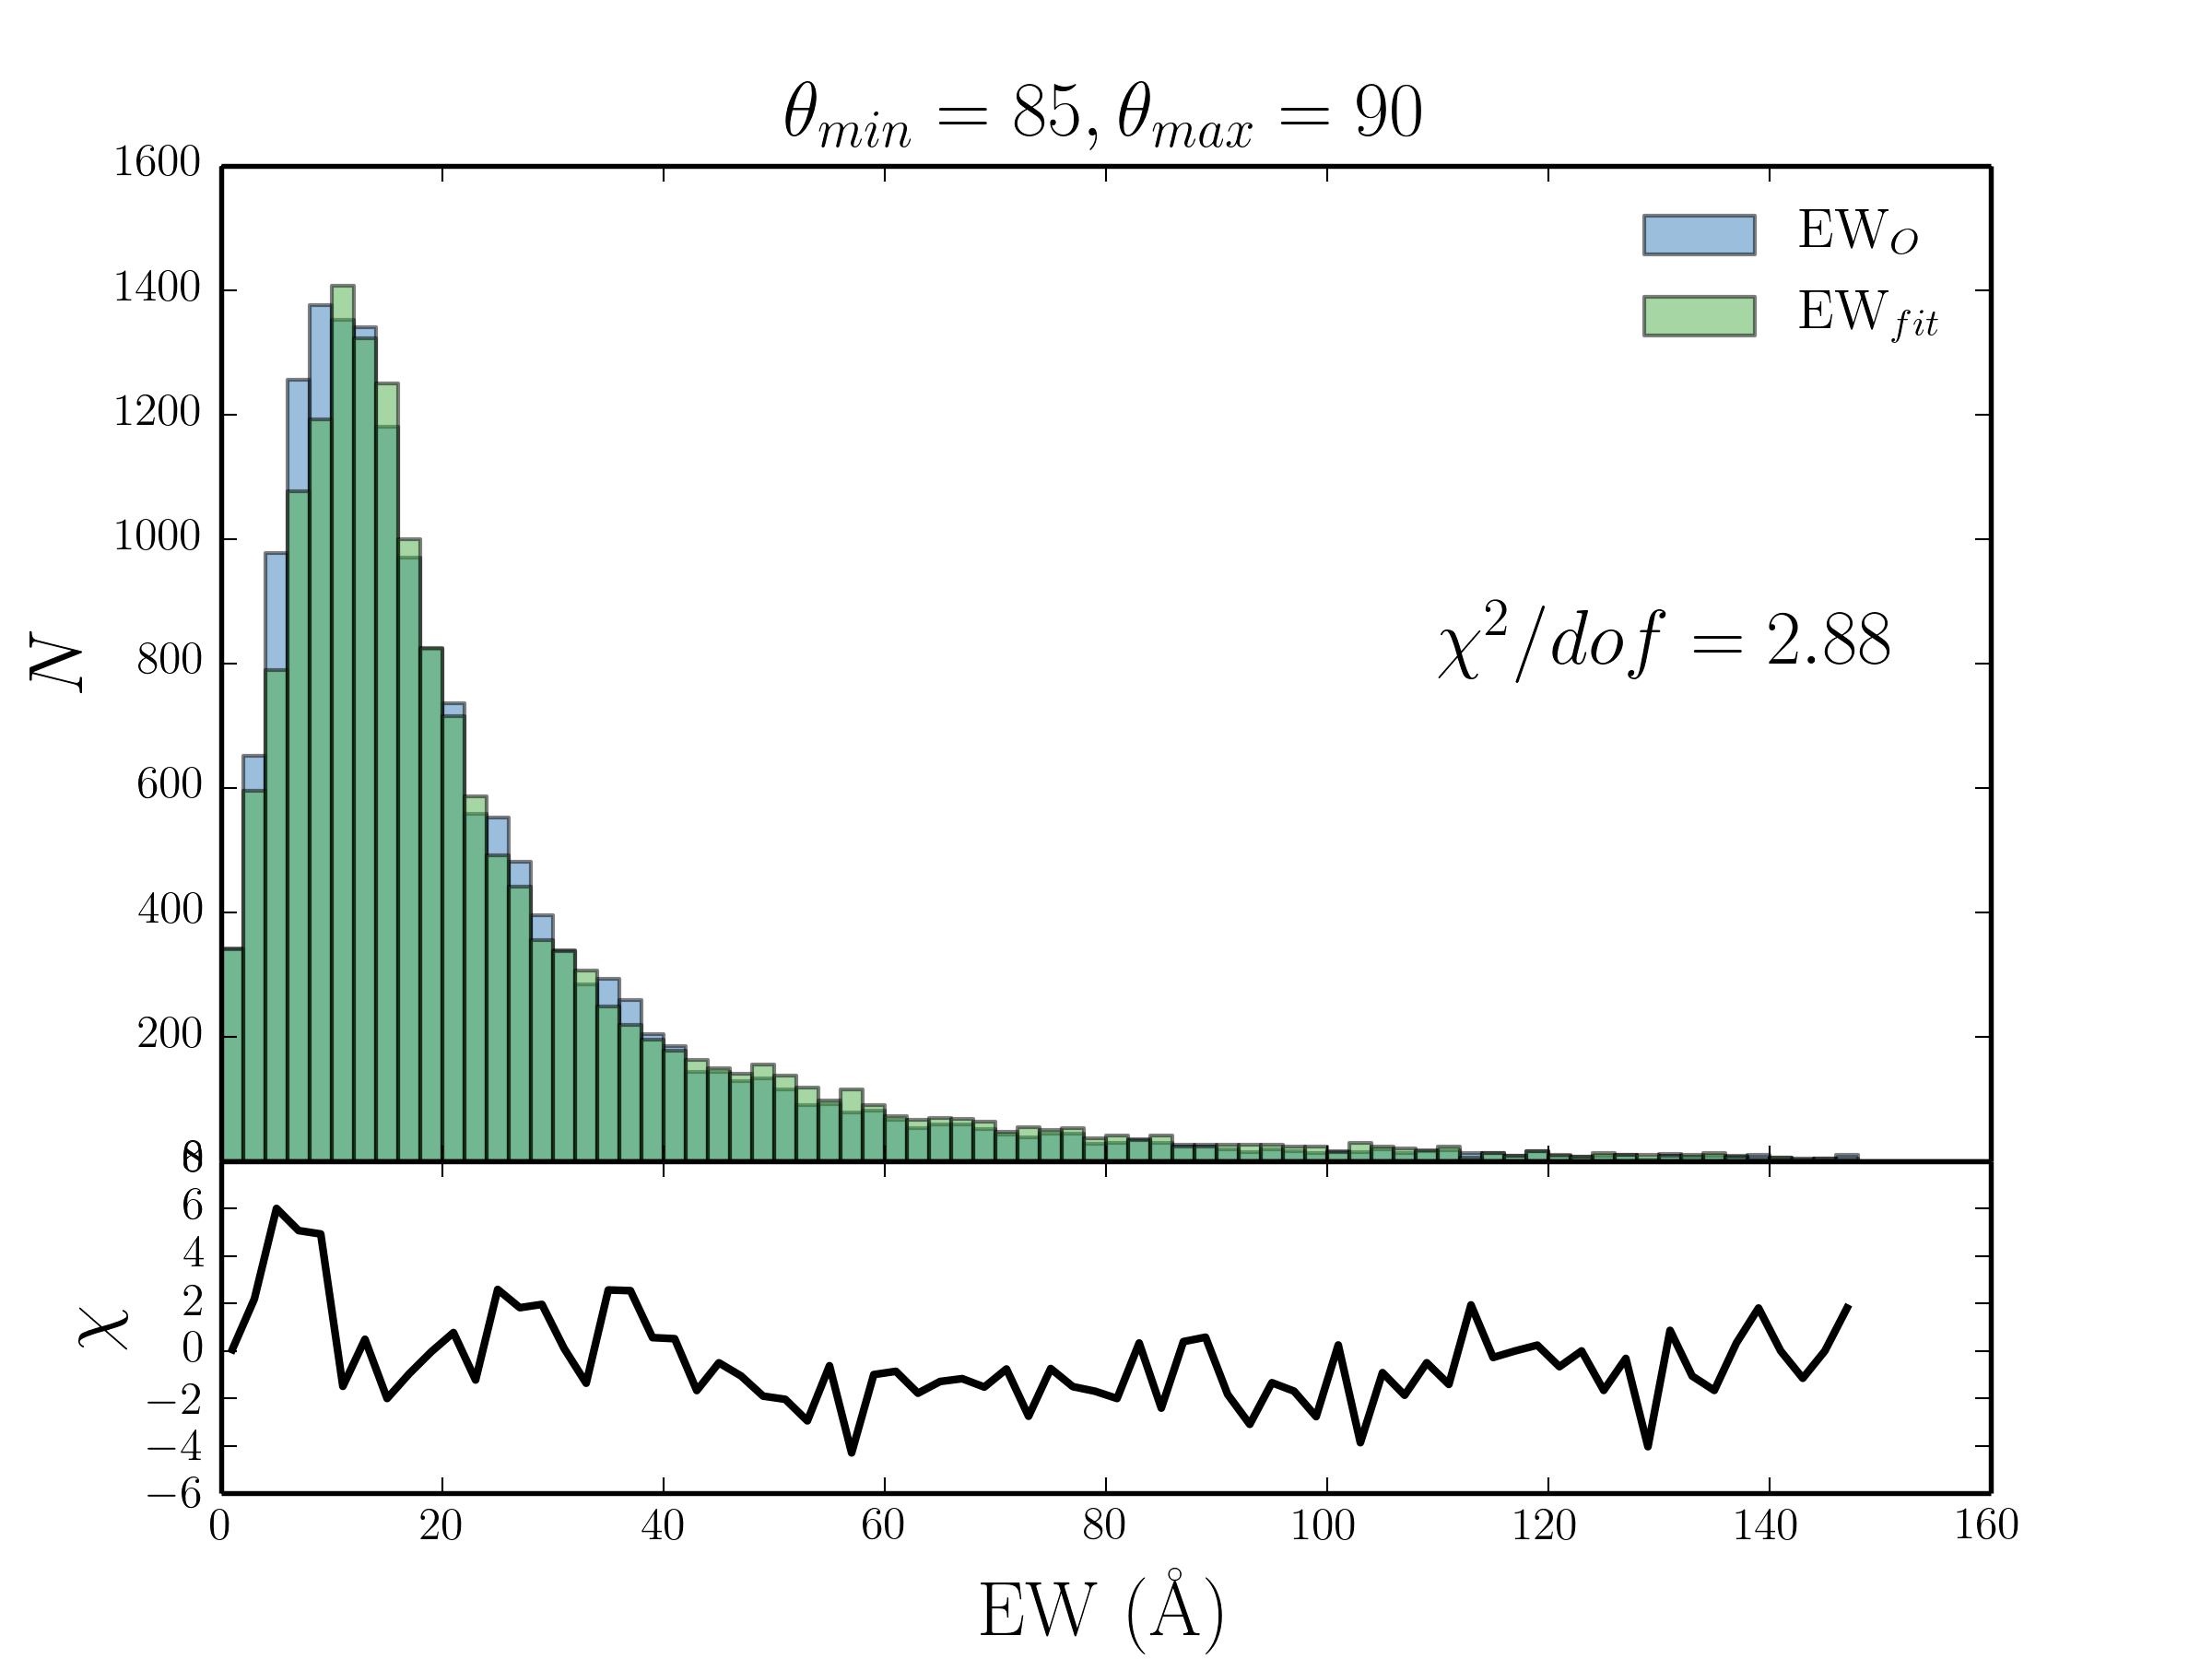 θ_min = 85, θ_max = 90
1600
1400
1200
1000
800
600
400
200
0
N
EW_O
EW_fit
χ²/dof = 2.88
8
6
4
2
0
−2
−4
−6
χ
0 20 40 60 80 100 120 140 160
EW (Å)